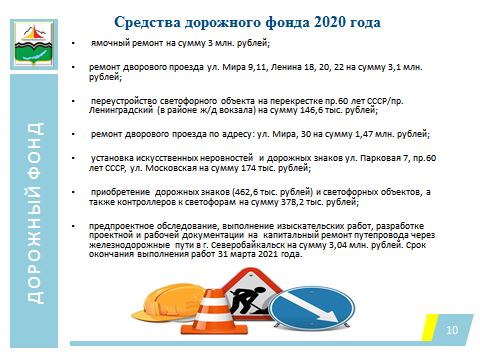 Средства дорожного фонда 2020 года
• ямочный ремонт на сумму 3 млн. рублей;
• ремонт дворового проезда ул. Мира 9,11, Ленина 18, 20, 22 на сумму 3,1 млн.
рублей;
• переустройство светофорного объекта на перекрестке пр.60 лет СССР/пр.
Ленинградский (в районе ж/д вокзала) на сумму 146,6 тыс. рублей;
• ремонт дворового проезда по адресу: ул. Мира, 30 на сумму 1,47 млн. рублей;
• установка искусственных неровностей и дорожных знаков ул. Парковая 7, пр.60
лет СССР, ул. Московская на сумму 174 тыс. рублей;
• приобретение дорожных знаков (462,6 тыс. рублей) и светофорных объектов, а
также контроллеров к светофорам на сумму 378,2 тыс. рублей;
• предпроектное обследование, выполнение изыскательских работ, разработке
проектной и рабочей документации на капитальный ремонт путепровода через
железнодорожные пути в г. Северобайкальск на сумму 3,04 млн. рублей. Срок
окончания выполнения работ 31 марта 2021 года.
ДОРОЖНЫЙ ФОНД
10